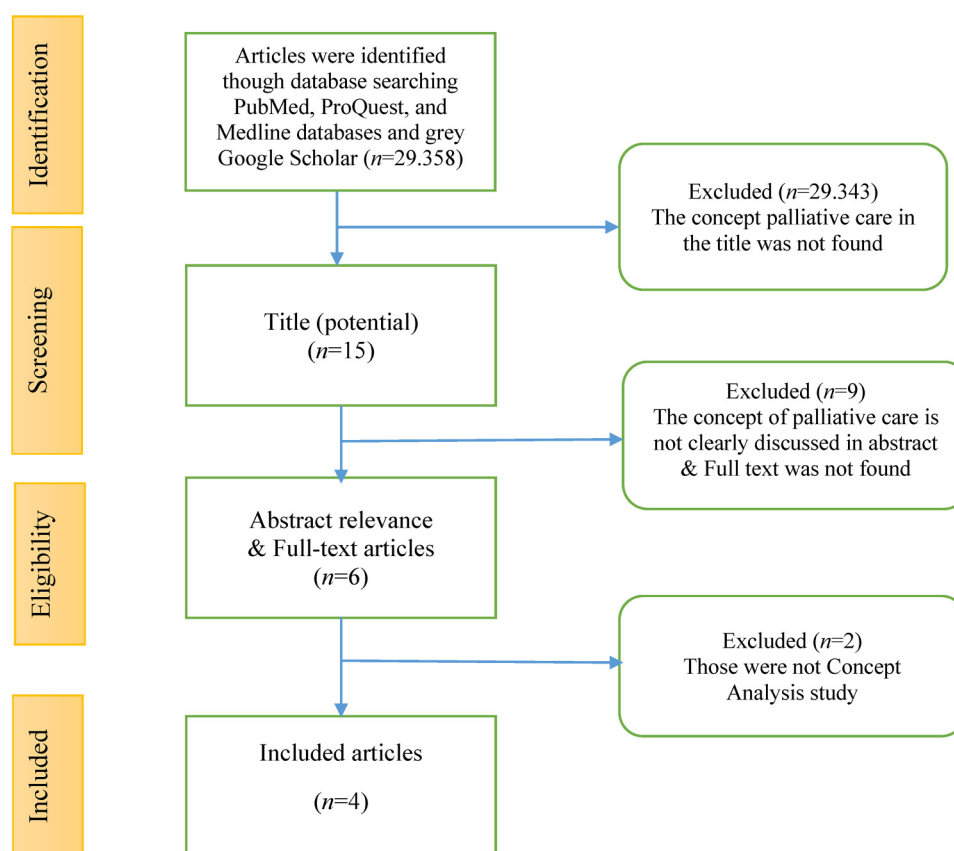 Identification
Articles were identified
though database searching
PubMed, ProQuest, and
Medline databases and grey
Google Scholar (n=29.358)
Excluded (n=29.343)
The concept palliative care in
the title was not found
Screening
Title (potential)
(n=15)
Excluded (n=9)
The concept of palliative care is
not clearly discussed in abstract
& Full text was not found
Eligibility
Abstract relevance
& Full-text articles
(n=6)
Excluded (n=2)
Those were not Concept
Analysis study
Included
Included articles
(n=4)